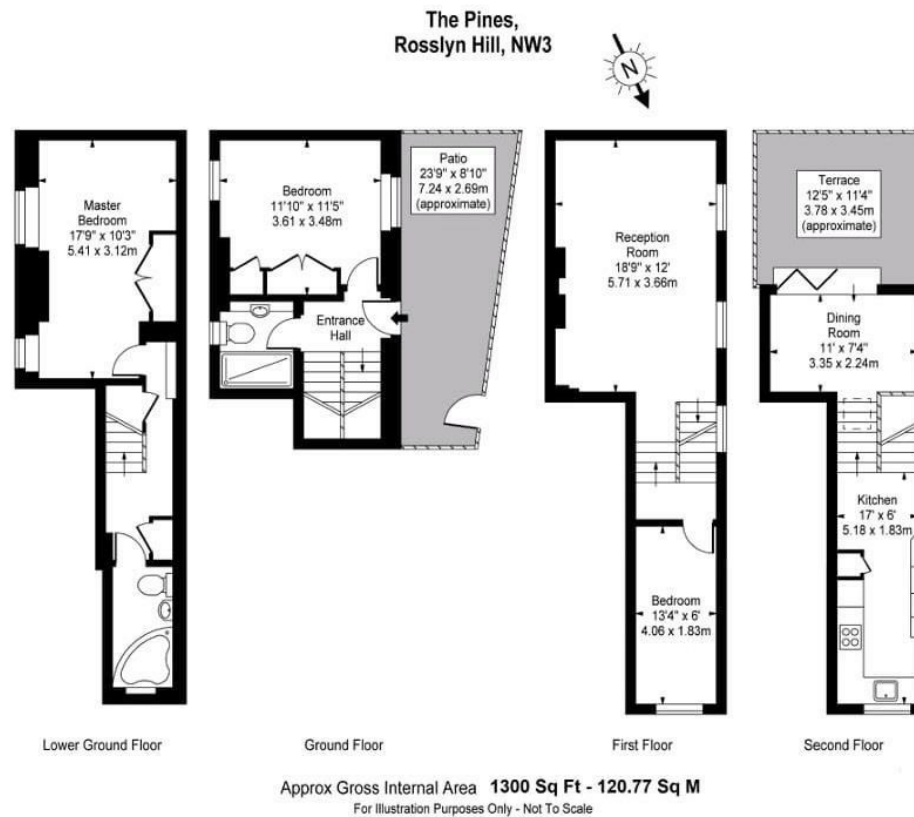 The Pines,
Rosslyn Hill, NW3
N
Master
Bedroom
17'9" x 10'3"
5.41 x 3.12m
Bedroom
11'10" x 11'5"
3.61 x 3.48m
Entrance
Hall
Patio
23'9" x 8'10"
7.24 x 2.69m
(approximate)
Reception
Room
18'9" x 12'
5.71 x 3.66m
Bedroom
13'4" x 6'
4.06 x 1.83m
Terrace
12'5" x 11'4"
3.78 x 3.45m
(approximate)
Dining
Room
11' x 7'4"
3.35 x 2.24m
Kitchen
17' x 6'
5.18 x 1.83m
Lower Ground Floor
Ground Floor
First Floor
Second Floor
Approx Gross Internal Area 1300 Sq Ft - 120.77 Sq M
For Illustration Purposes Only - Not To Scale